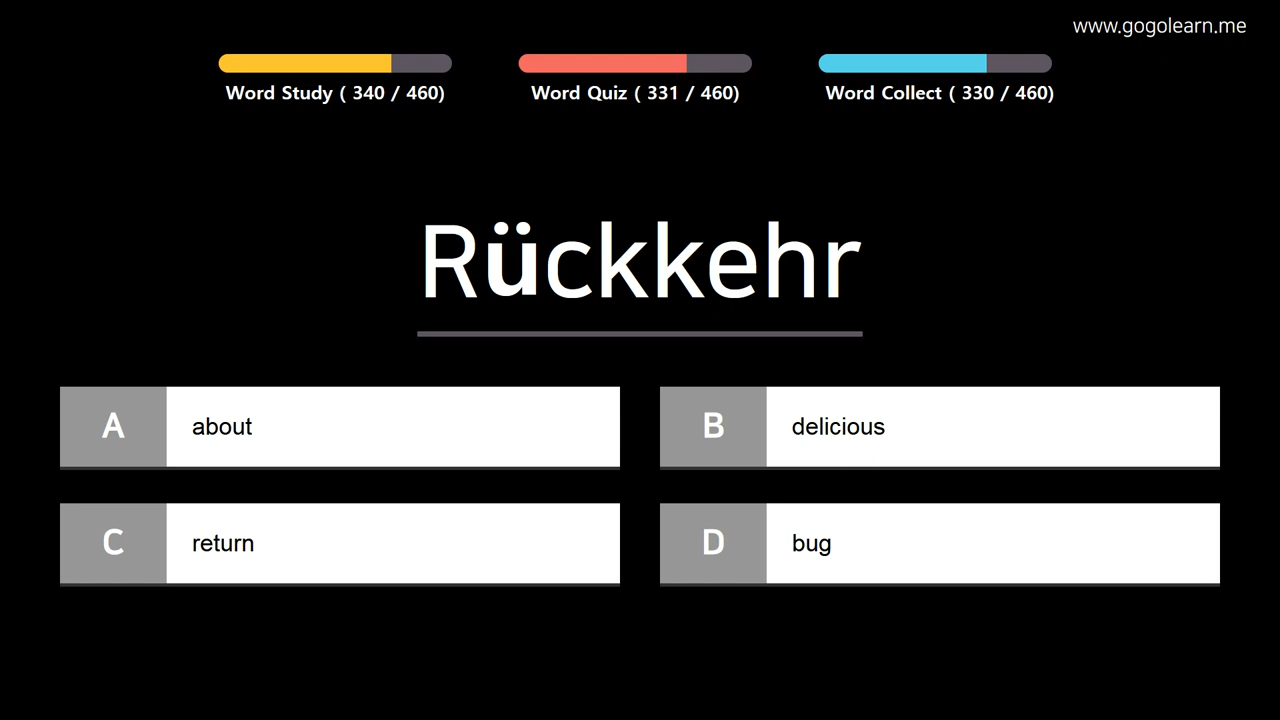 www.gogolearn.me
Word Study ( 340 / 460)
Word Quiz ( 331 / 460)
Word Collect ( 330 / 460)
Rückkehr
A about
B delicious
C return
D bug